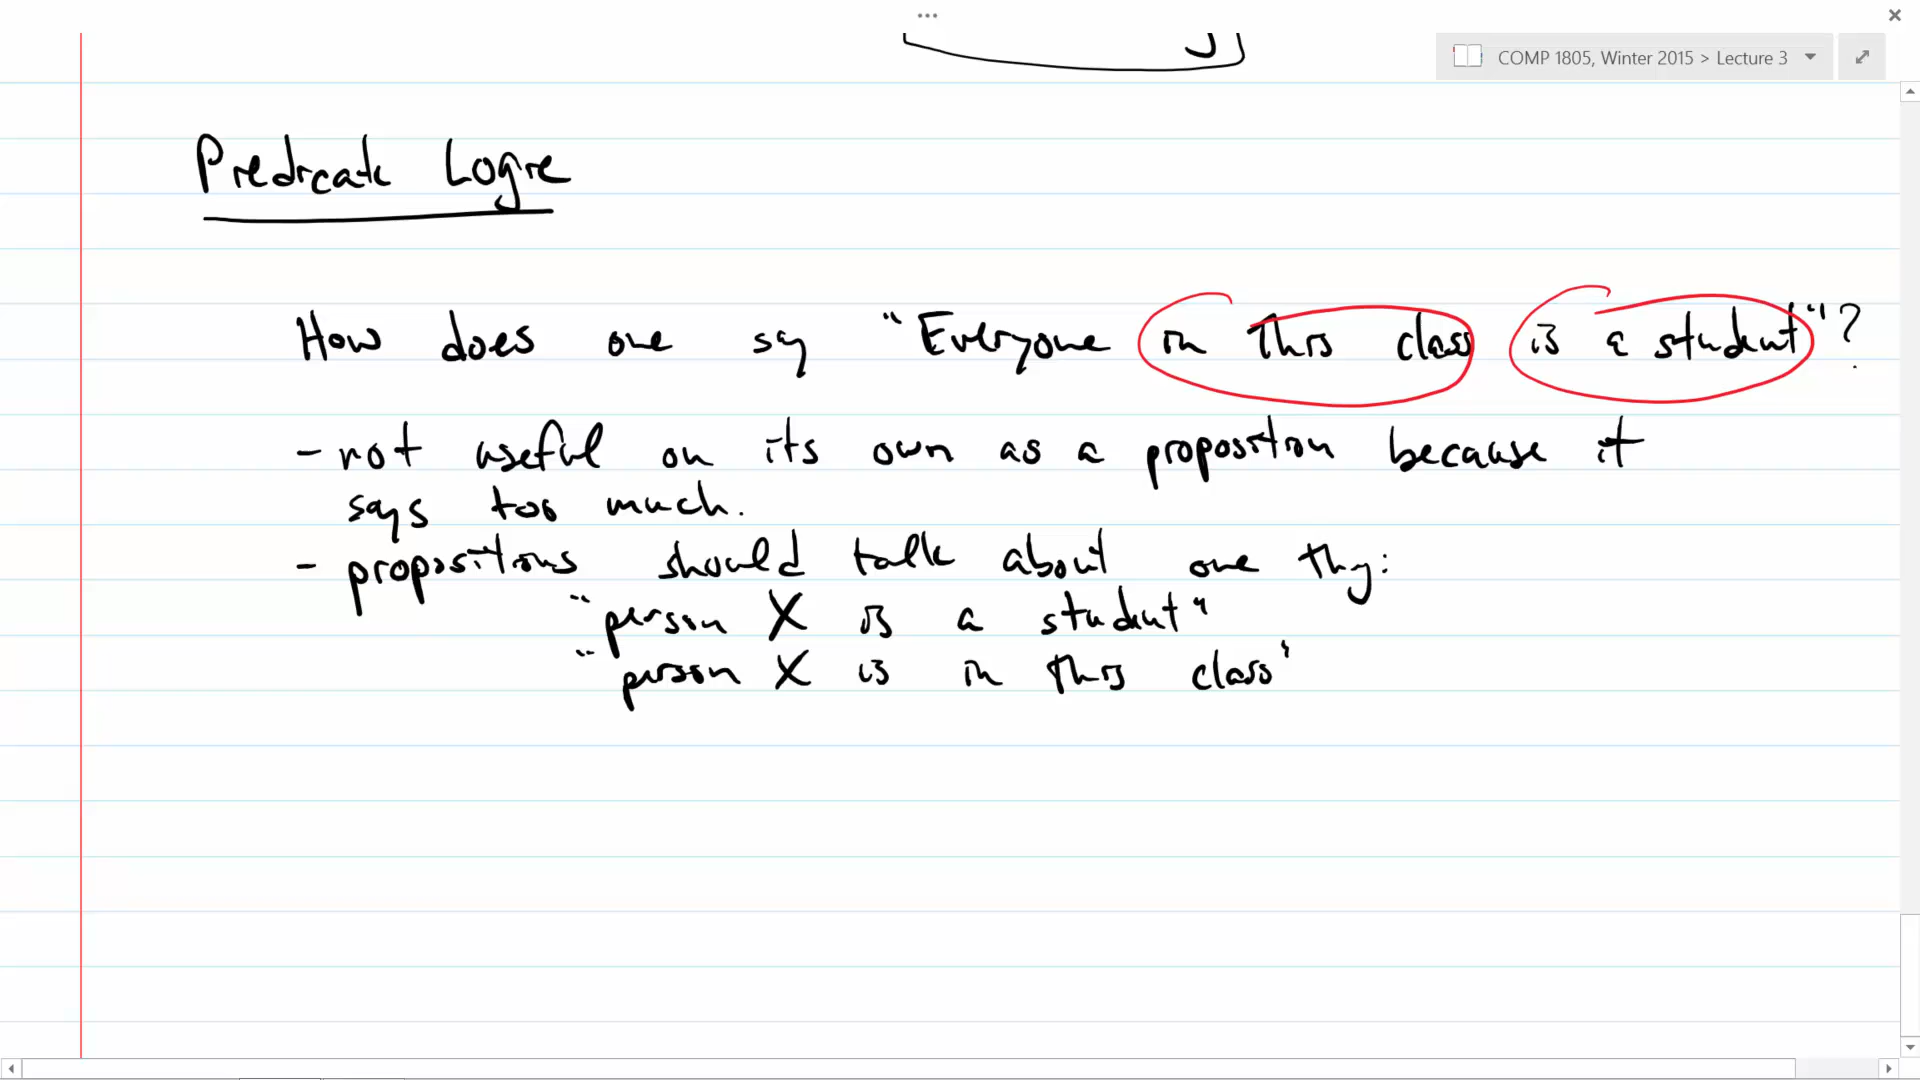 COMP 1805, Winter 2015 > Lecture 3
Predicate Logic
How does one say "Everyone in this class is a student"?
- not useful on its own as a proposition because it
says too much.
- propositions should talk about one thg:
"person X is a student"
"person X is in this class"